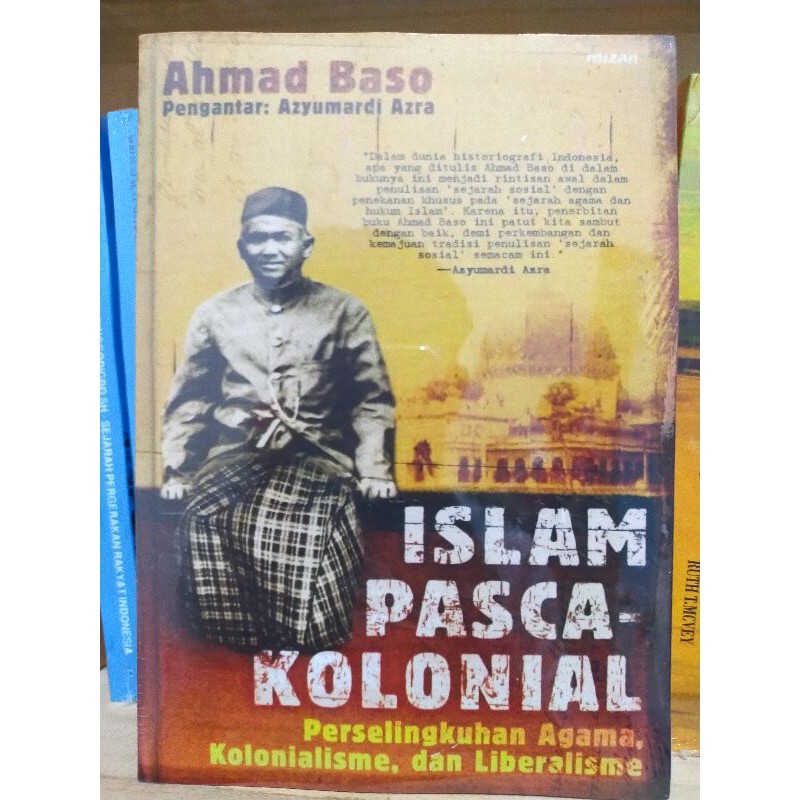 mizan
Ahmad Baso
Pengantar: Azyumardi Azra
"Dalam dunia historiografi Indonesia,
apa yang ditulis Ahmad Baso di dalam
bukunya ini menjadi rintisan awal dalam
penulisan 'sejarah sosial' dengan
penekanan khusus pada 'sejarah agama dan
hukum Islam'. Karena itu, penerbitan
buku Ahmad Baso ini patut kita sambut
dengan baik, demi perkembangan dan
kemajuan tradisi penulisan 'sejarah
sosial' semacam ini."
—Azyumardi Azra
ISLAM
PASCA-
KOLONIAL
Perselingkuhan Agama,
Kolonialisme, dan Liberalisme
SH · SEJARAH PERGERAKAN RAKYAT INDONESIA
RUTH T. MCVEY